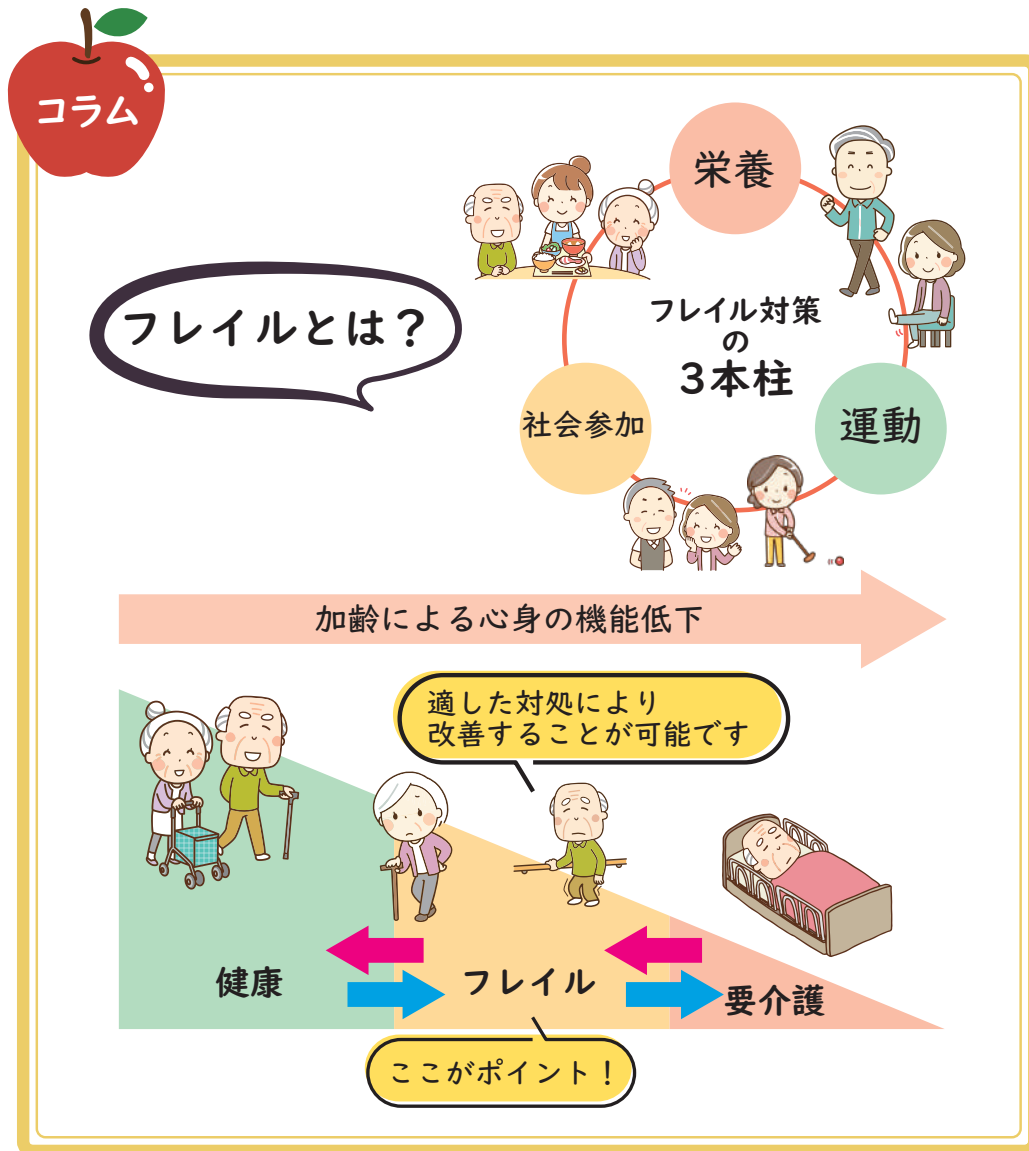 コラム
フレイルとは？
栄養
フレイル対策
の
3本柱
社会参加
運動
加齢による心身の機能低下
適した対処により
改善することが可能です
健康
フレイル
要介護
ここがポイント！